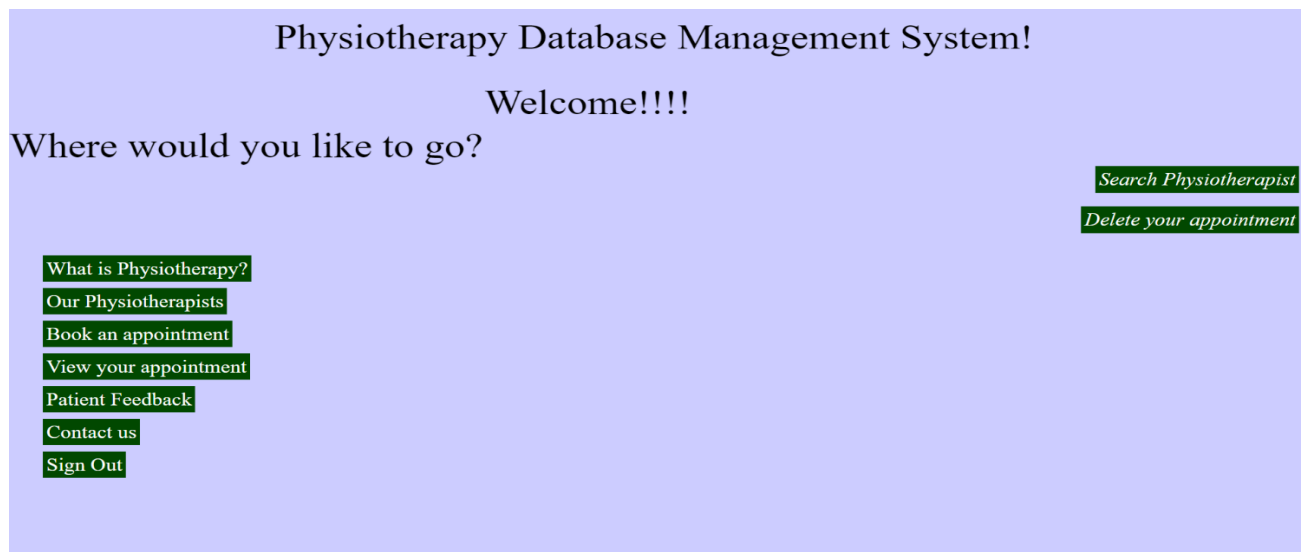 Physiotherapy Database Management System!
Welcome!!!!
Where would you like to go?
Search Physiotherapist
Delete your appointment
What is Physiotherapy?
Our Physiotherapists
Book an appointment
View your appointment
Patient Feedback
Contact us
Sign Out